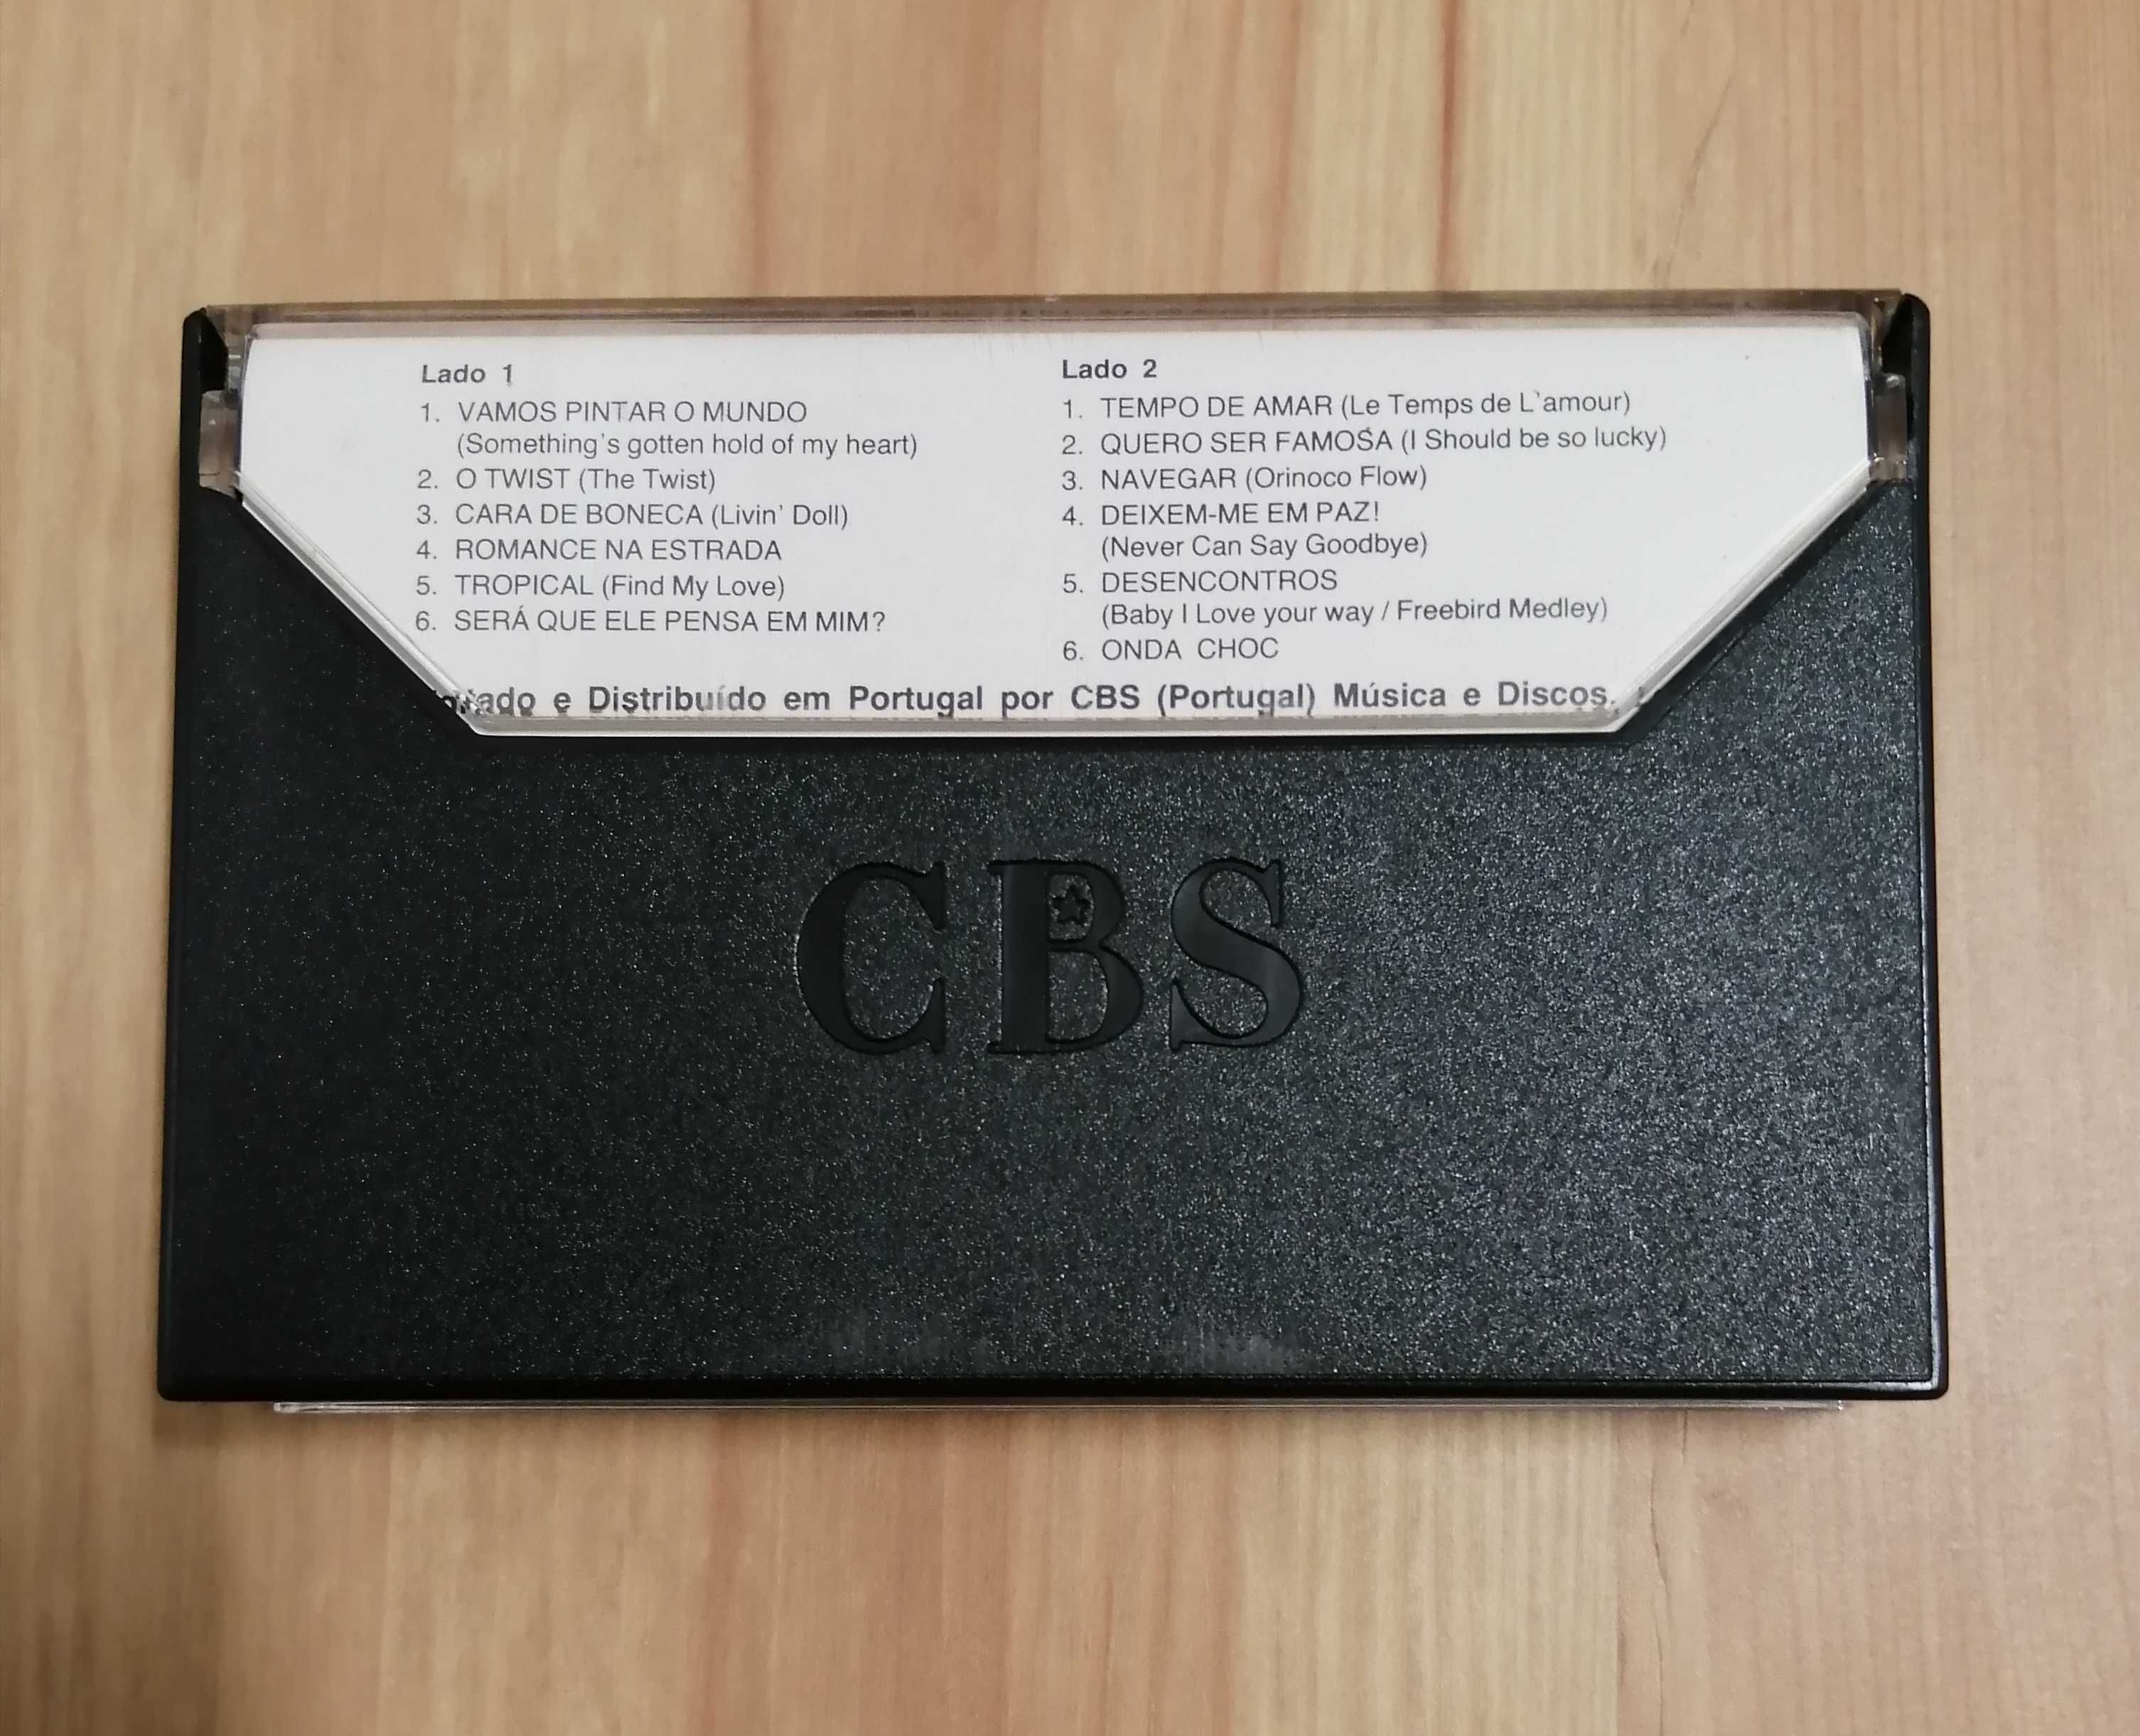 Lado 1
1. VAMOS PINTAR O MUNDO
(Something's gotten hold of my heart)
2. O TWIST (The Twist)
3. CARA DE BONECA (Livin' Doll)
4. ROMANCE NA ESTRADA
5. TROPICAL (Find My Love)
6. SERÁ QUE ELE PENSA EM MIM?
Lado 2
1. TEMPO DE AMAR (Le Temps de L'amour)
2. QUERO SER FAMOSA (I Should be so lucky)
3. NAVEGAR (Orinoco Flow)
4. DEIXEM-ME EM PAZ!
(Never Can Say Goodbye)
5. DESENCONTROS
(Baby I Love your way / Freebird Medley)
6. ONDA CHOC
e Distribuído em Portugal por CBS (Portugal) Música e Discos,
CBS